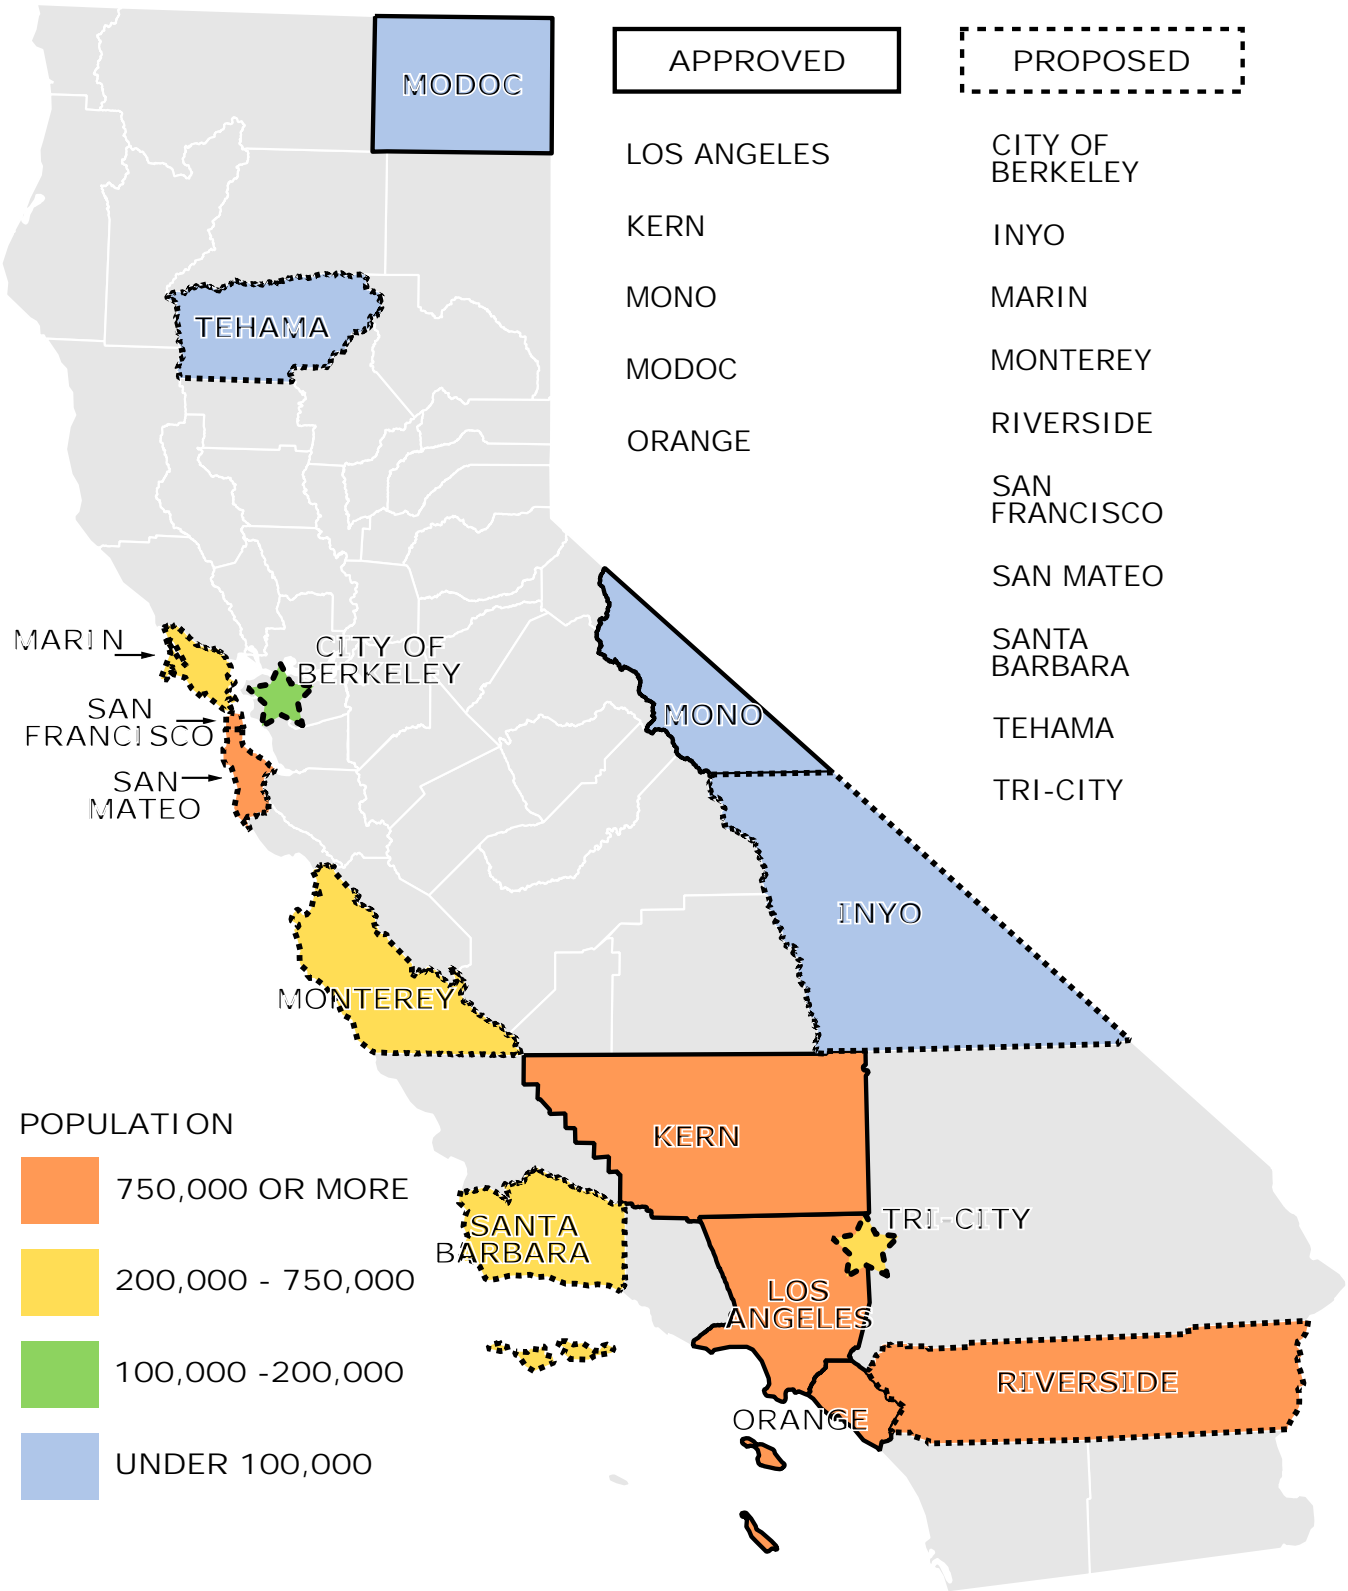 APPROVED
LOS ANGELES
KERN
MONO
MODOC
ORANGE
PROPOSED
CITY OF
BERKELEY
INYO
MARIN
MONTEREY
RIVERSIDE
SAN
FRANCISCO
SAN MATEO
SANTA
BARBARA
TEHAMA
TRI-CITY
MODOC
TEHAMA
MARIN
CITY OF
BERKELEY
SAN
FRANCISCO
SAN
MATEO
MONO
INYO
MONTEREY
KERN
SANTA
BARBARA
TRI-CITY
LOS
ANGELES
RIVERSIDE
ORANGE
POPULATION
750,000 OR MORE
200,000 - 750,000
100,000 -200,000
UNDER 100,000